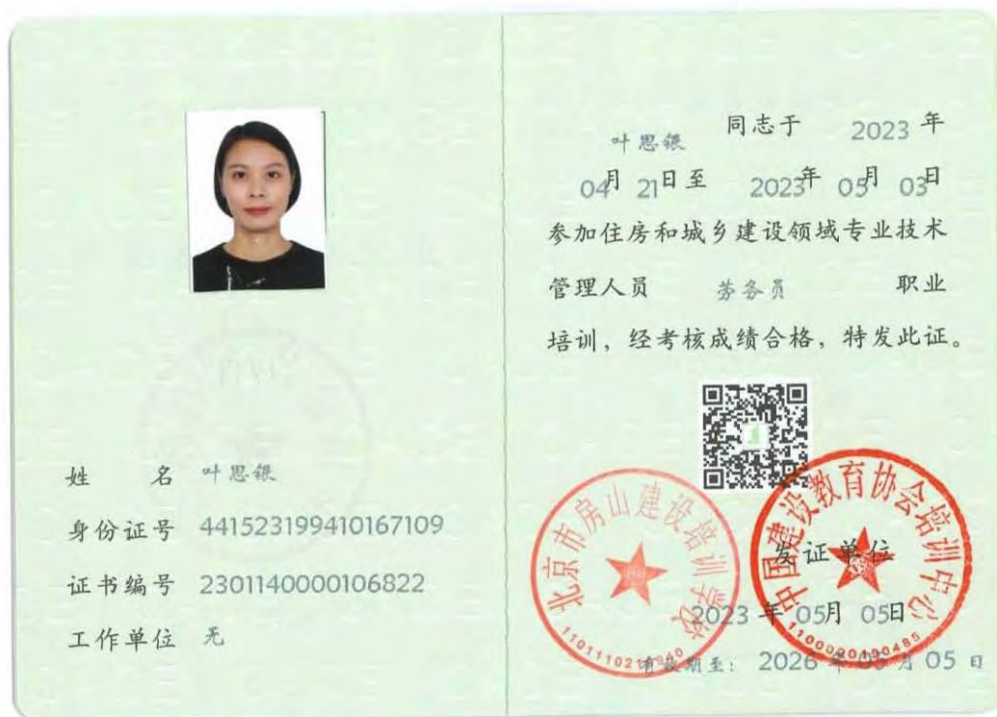 姓 名 叶思银
身份证号 441523199410167109
证书编号 2301140000106822
工作单位 无
叶思银 同志于 2023 年
04月 21日至 2023年 05月 03日
参加住房和城乡建设领域专业技术
管理人员 劳务员 职业
培训，经考核成绩合格，特发此证。
北京市房山建设培训学校
中国建设教育协会培训中心
1100000190485
发证单位
2023 年 05月 05日
有效期至： 2026 年 05 月 05 日